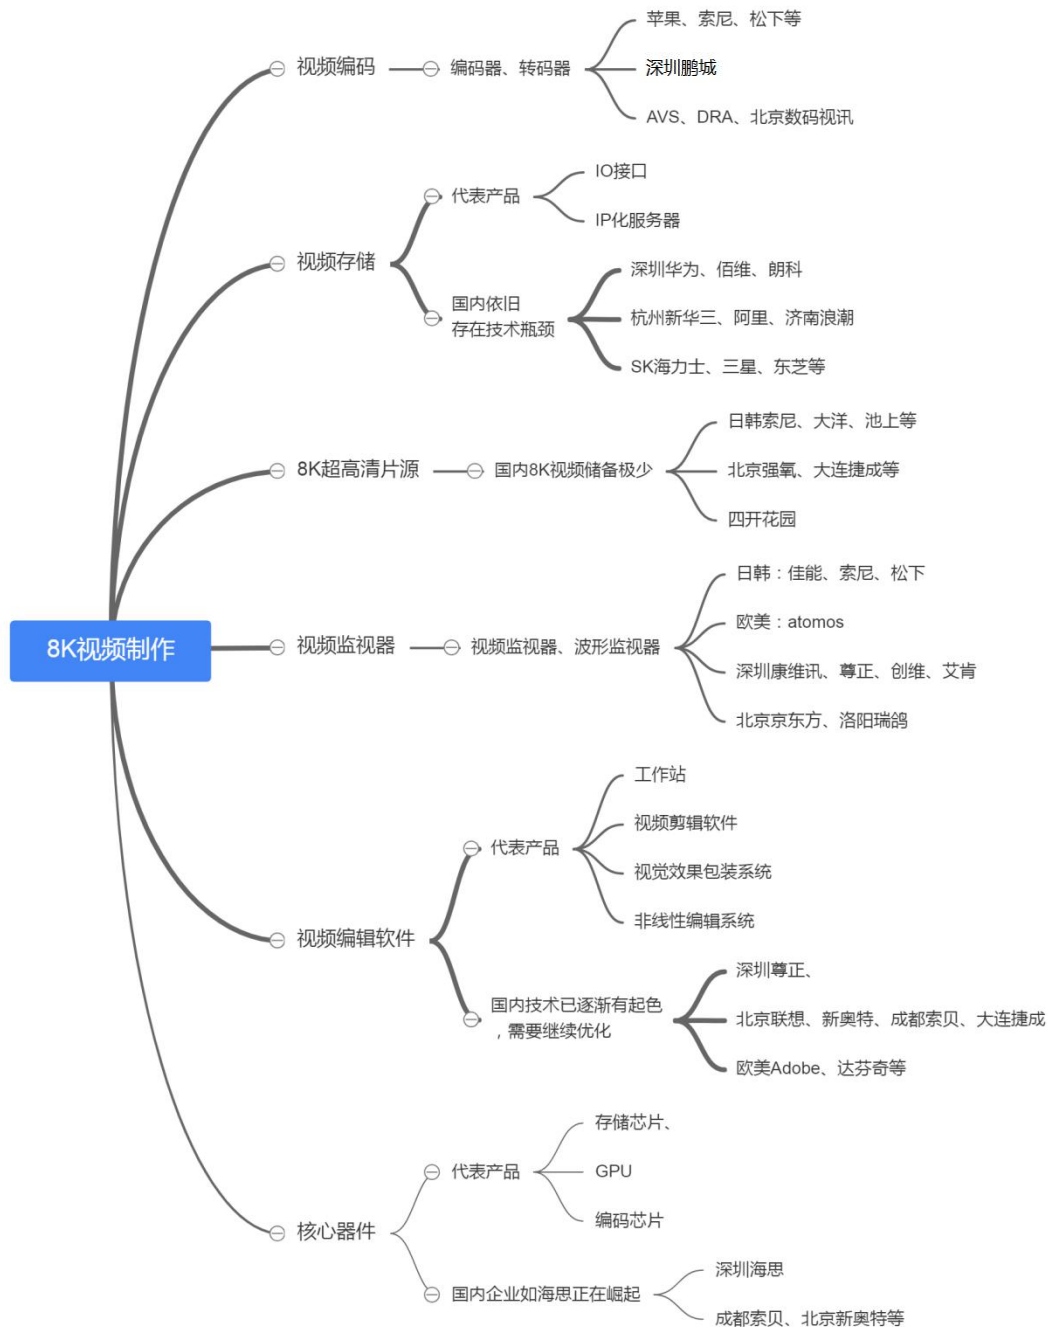 8K视频制作
视频编码
编码器、转码器
苹果、索尼、松下等
深圳鹏城
AVS、DRA、北京数码视讯
视频存储
代表产品
IO接口
IP化服务器
国内依旧
存在技术瓶颈
深圳华为、佰维、朗科
杭州新华三、阿里、济南浪潮
SK海力士、三星、东芝等
8K超高清片源
国内8K视频储备极少
日韩索尼、大洋、池上等
北京强氧、大连捷成等
四开花园
视频监视器
视频监视器、波形监视器
日韩：佳能、索尼、松下
欧美：atomos
深圳康维讯、尊正、创维、艾肯
北京京东方、洛阳瑞鸽
视频编辑软件
代表产品
工作站
视频剪辑软件
视觉效果包装系统
非线性编辑系统
国内技术已逐渐有起色
，需要继续优化
深圳尊正、
北京联想、新奥特、成都索贝、大连捷成
欧美Adobe、达芬奇等
核心器件
代表产品
存储芯片、
GPU
编码芯片
国内企业如海思正在崛起
深圳海思
成都索贝、北京新奥特等